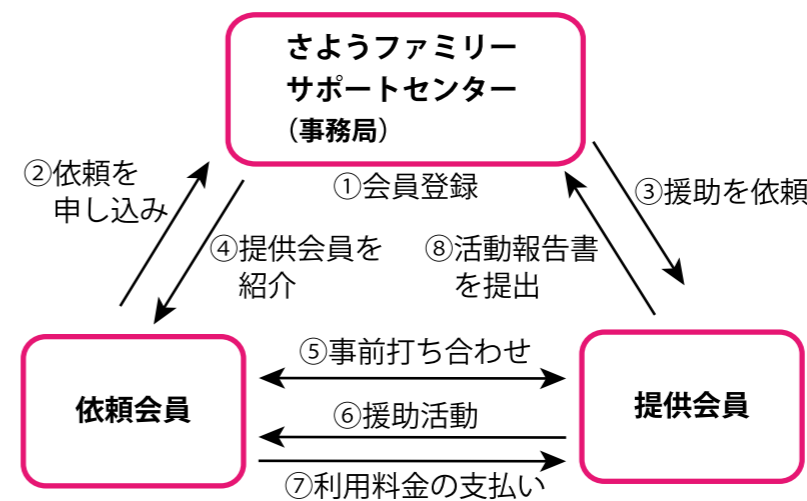 さようファミリー
サポートセンター
（事務局）
①会員登録
②依頼を
申し込み
③援助を依頼
④提供会員を
紹介
⑧活動報告書
を提出
⑤事前打ち合わせ
依頼会員
提供会員
⑥援助活動
⑦利用料金の支払い